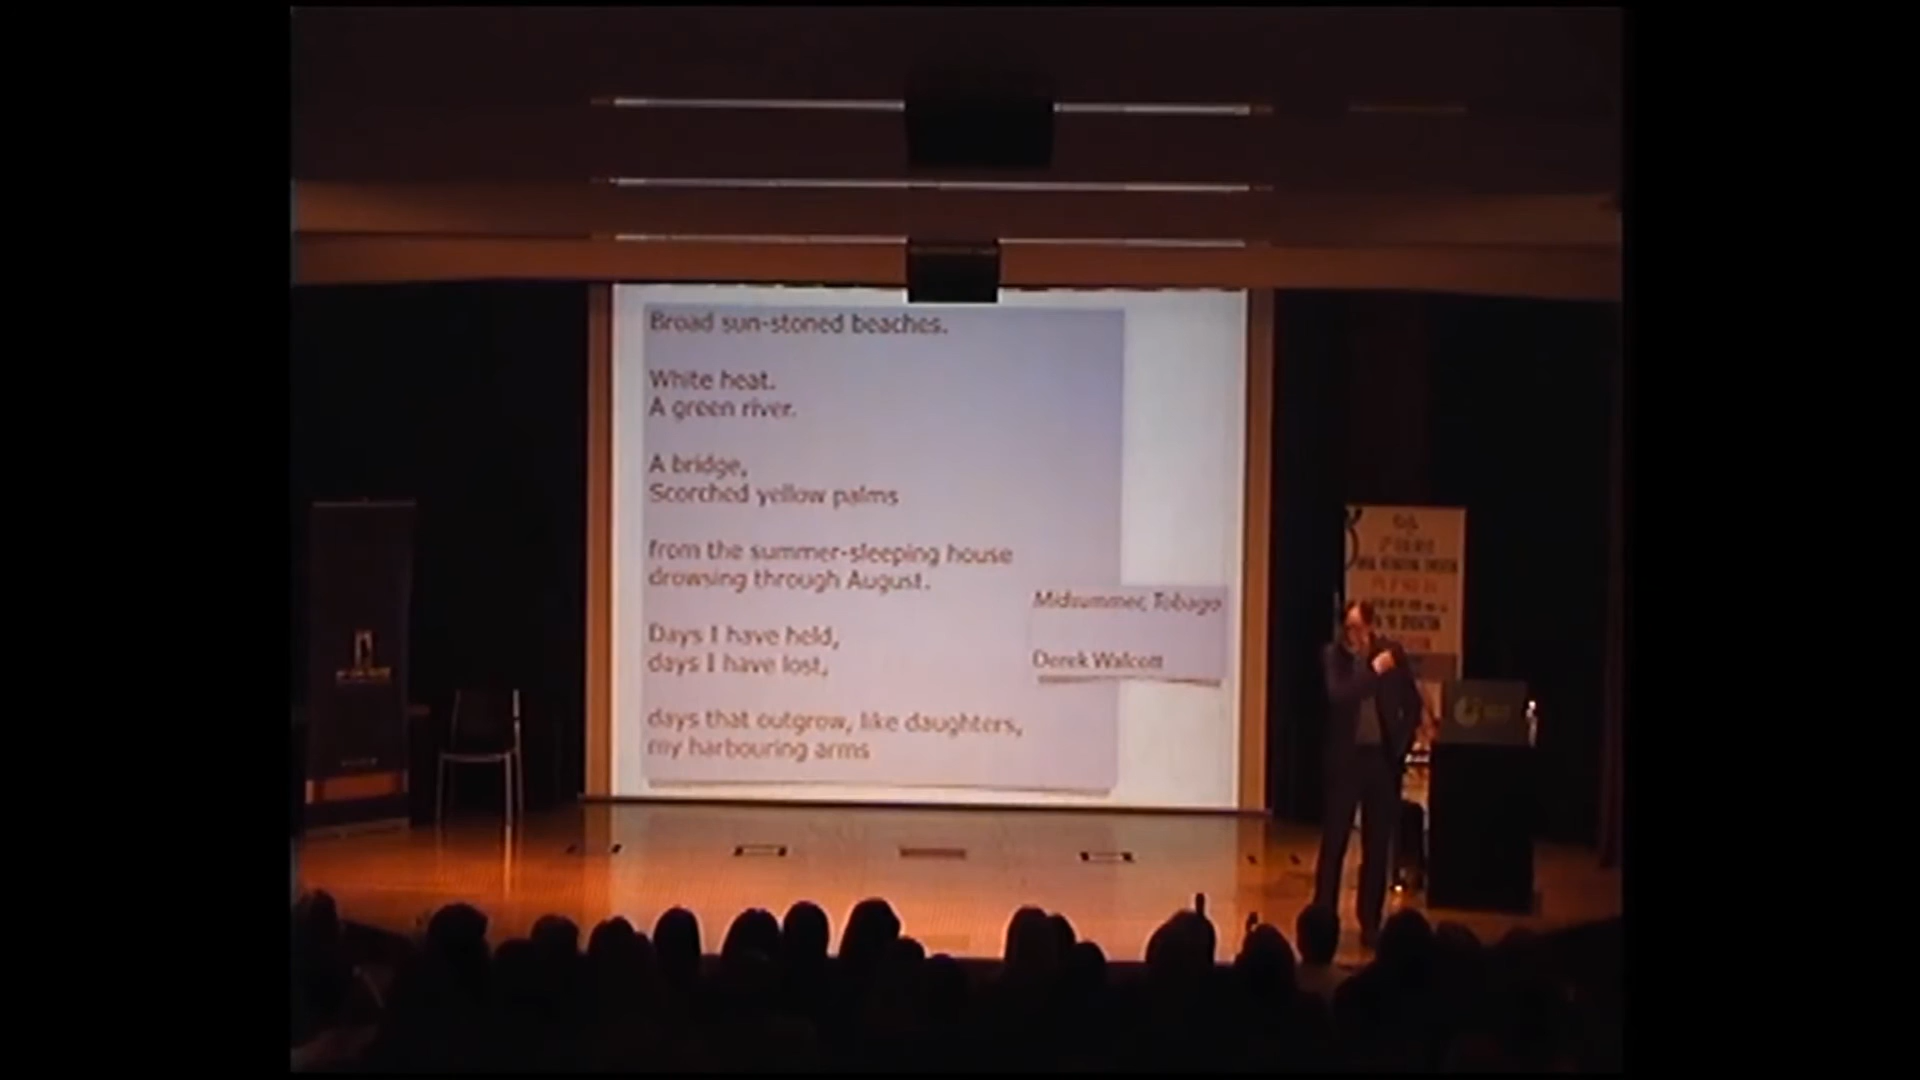 Broad sun-stoned beaches.
White heat.
A green river.
A bridge,
Scorched yellow palms
from the summer-sleeping house
drowsing through August.
Days I have held,
days I have lost,
days that outgrow, like daughters,
my harbouring arms
Midsummer, Tobago
Derek Walcott